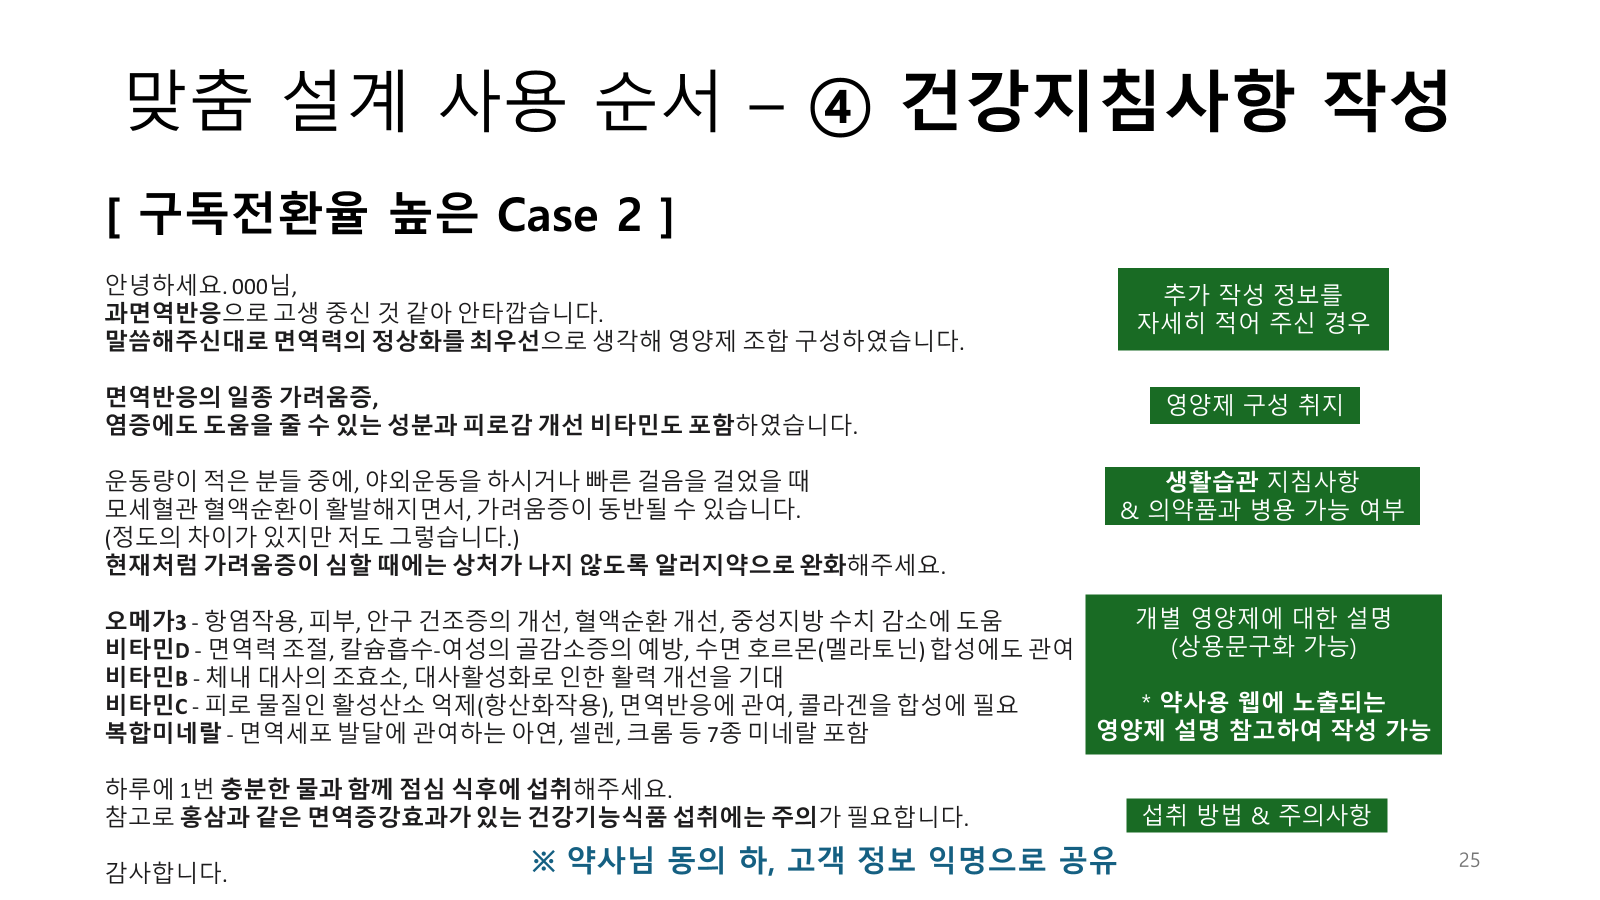 맞춤 설계 사용 순서 – ④ 건강지침사항 작성
[ 구독전환율 높은 Case 2 ]
안녕하세요. 000님,
과면역반응으로 고생 중신 것 같아 안타깝습니다.
말씀해주신대로 면역력의 정상화를 최우선으로 생각해 영양제 조합 구성하였습니다.
추가 작성 정보를
자세히 적어 주신 경우
면역반응의 일종 가려움증,
염증에도 도움을 줄 수 있는 성분과 피로감 개선 비타민도 포함하였습니다.
영양제 구성 취지
운동량이 적은 분들 중에, 야외운동을 하시거나 빠른 걸음을 걸었을 때
모세혈관 혈액순환이 활발해지면서, 가려움증이 동반될 수 있습니다.
(정도의 차이가 있지만 저도 그렇습니다.)
현재처럼 가려움증이 심할 때에는 상처가 나지 않도록 알러지약으로 완화해주세요.
생활습관 지침사항
& 의약품과 병용 가능 여부
오메가3 - 항염작용, 피부, 안구 건조증의 개선, 혈액순환 개선, 중성지방 수치 감소에 도움
비타민D - 면역력 조절, 칼슘흡수-여성의 골감소증의 예방, 수면 호르몬(멜라토닌) 합성에도 관여
비타민B - 체내 대사의 조효소, 대사활성화로 인한 활력 개선을 기대
비타민C - 피로 물질인 활성산소 억제(항산화작용), 면역반응에 관여, 콜라겐을 합성에 필요
복합미네랄 - 면역세포 발달에 관여하는 아연, 셀렌, 크롬 등 7종 미네랄 포함
개별 영양제에 대한 설명
(상용문구화 가능)
* 약사용 웹에 노출되는
영양제 설명 참고하여 작성 가능
하루에 1번 충분한 물과 함께 점심 식후에 섭취해주세요.
참고로 홍삼과 같은 면역증강효과가 있는 건강기능식품 섭취에는 주의가 필요합니다.
섭취 방법 & 주의사항
감사합니다.
※ 약사님 동의 하, 고객 정보 익명으로 공유
25